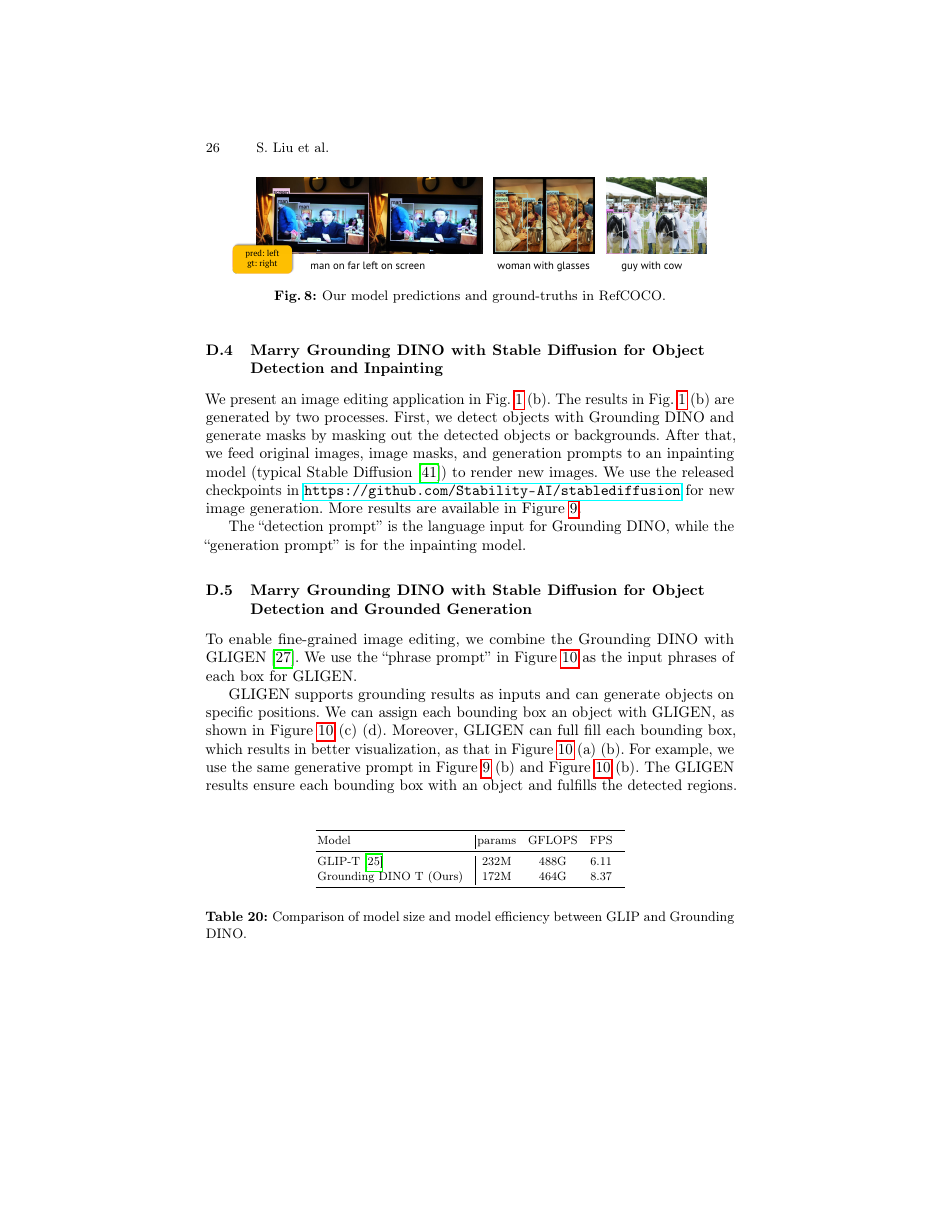 26 S. Liu et al.
pred: left
gt: right
man on far left on screen
woman with glasses
guy with cow
Fig. 8: Our model predictions and ground-truths in RefCOCO.
D.4 Marry Grounding DINO with Stable Diffusion for Object
Detection and Inpainting
We present an image editing application in Fig. 1 (b). The results in Fig. 1 (b) are
generated by two processes. First, we detect objects with Grounding DINO and
generate masks by masking out the detected objects or backgrounds. After that,
we feed original images, image masks, and generation prompts to an inpainting
model (typical Stable Diffusion [41]) to render new images. We use the released
checkpoints in https://github.com/Stability-AI/stablediffusion for new
image generation. More results are available in Figure 9.
The “detection prompt” is the language input for Grounding DINO, while the
“generation prompt” is for the inpainting model.
D.5 Marry Grounding DINO with Stable Diffusion for Object
Detection and Grounded Generation
To enable fine-grained image editing, we combine the Grounding DINO with
GLIGEN [27]. We use the “phrase prompt” in Figure 10 as the input phrases of
each box for GLIGEN.
GLIGEN supports grounding results as inputs and can generate objects on
specific positions. We can assign each bounding box an object with GLIGEN, as
shown in Figure 10 (c) (d). Moreover, GLIGEN can full fill each bounding box,
which results in better visualization, as that in Figure 10 (a) (b). For example, we
use the same generative prompt in Figure 9 (b) and Figure 10 (b). The GLIGEN
results ensure each bounding box with an object and fulfills the detected regions.
Model params GFLOPS FPS
GLIP-T [25] 232M 488G 6.11
Grounding DINO T (Ours) 172M 464G 8.37
Table 20: Comparison of model size and model efficiency between GLIP and Grounding
DINO.